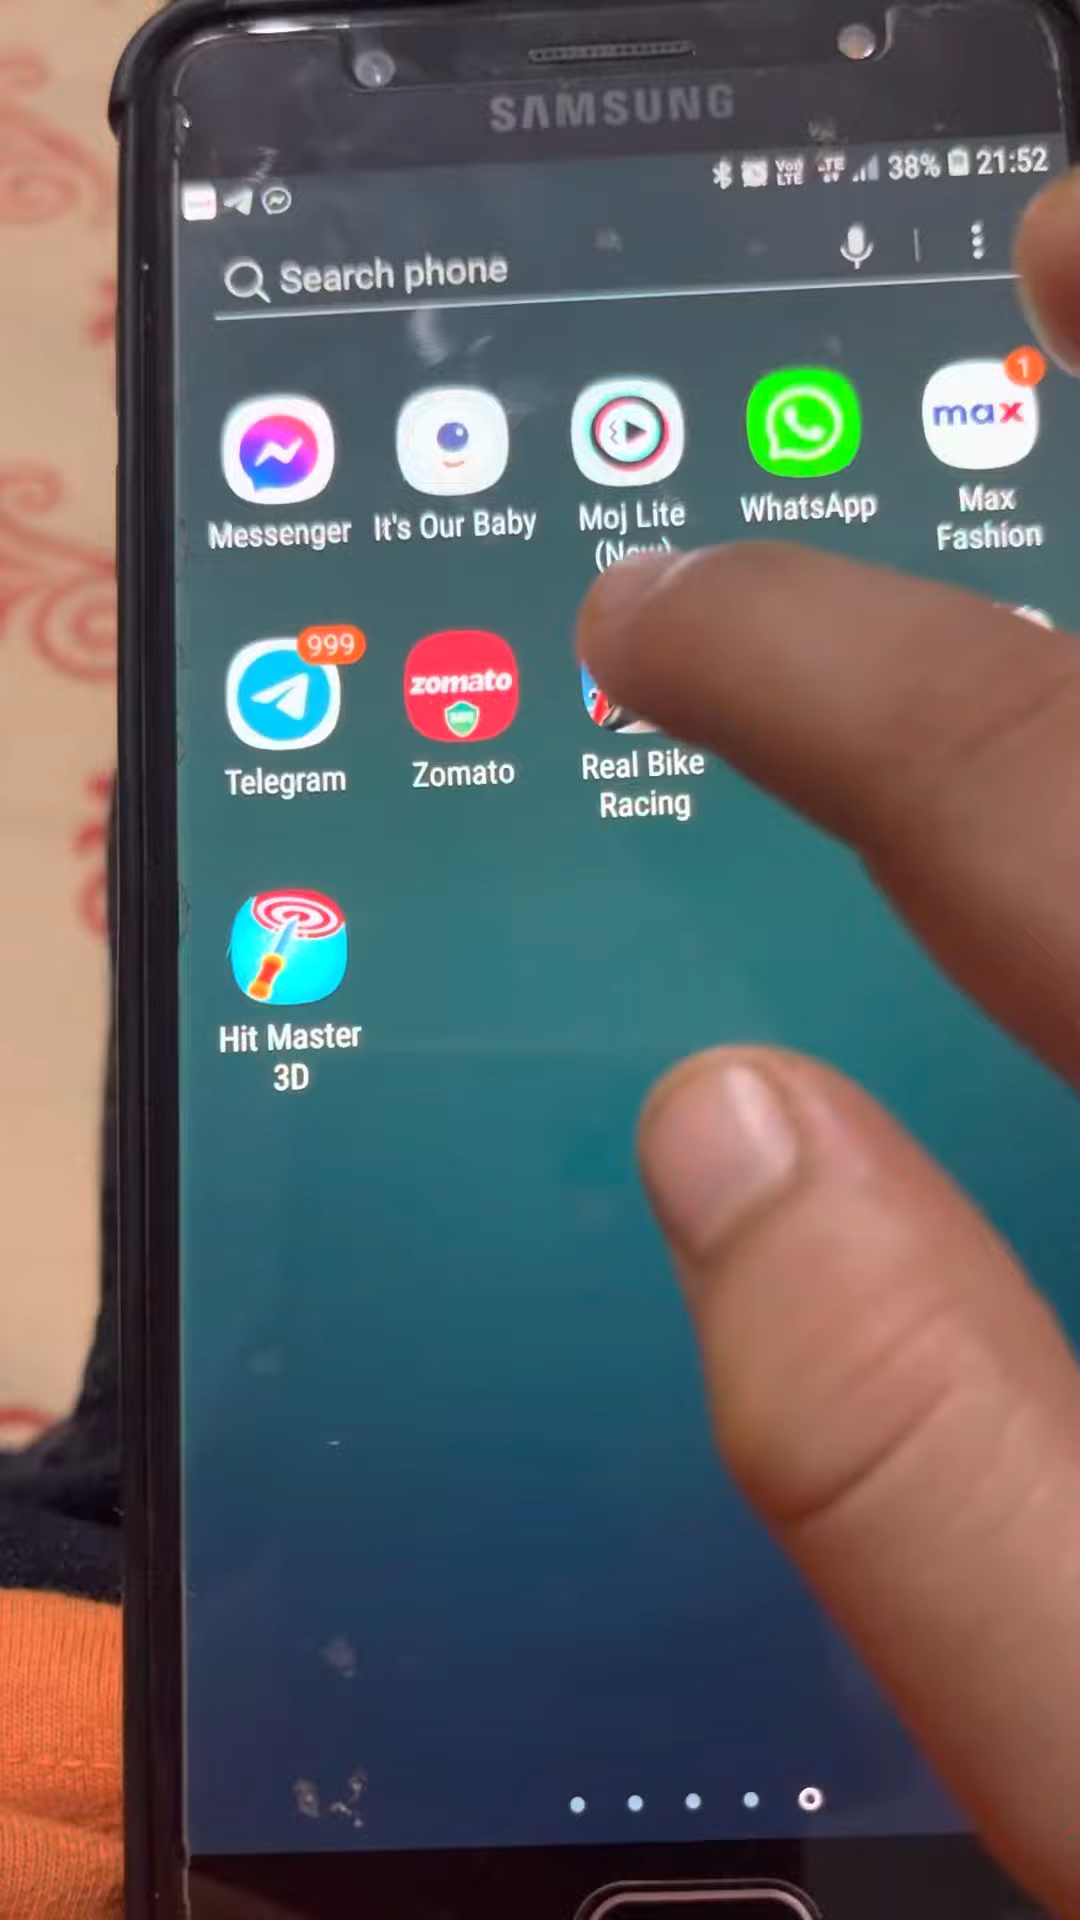 SAMSUNG
38% 21:52
Search phone
max
1
Messenger
It's Our Baby
Moj Lite
WhatsApp
Max
Fashion
999
zomato
Telegram
Zomato
Real Bike
Racing
Hit Master
3D